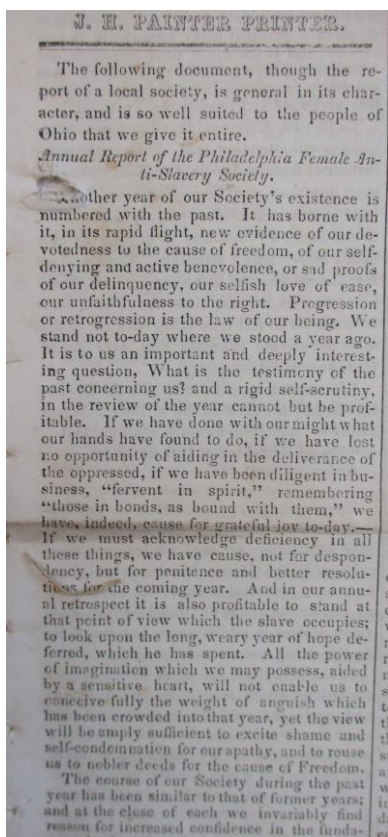 J. H. PAINTER PRINTER.
The following document, though the re-
port of a local society, is general in its char-
acter, and is so well suited to the people of
Ohio that we give it entire.
Annual Report of the Philadelphia Female An-
ti-Slavery Society.
Another year of our Society's existence is
numbered with the past. It has borne with
it, in its rapid flight, new evidence of our de-
votedness to the cause of freedom, of our self-
denying and active benevolence, or sad proofs
of our delinquency, our selfish love of ease,
our unfaithfulness to the right. Progression
or retrogression is the law of our being. We
stand not to-day where we stood a year ago.
It is to us an important and deeply interest-
ing question, What is the testimony of the
past concerning us? and a rigid self-scrutiny,
in the review of the year cannot but be prof-
itable. If we have done with our might what
our hands have found to do, if we have lost
no opportunity of aiding in the deliverance of
the oppressed, if we have been diligent in bu-
siness, "fervent in spirit," remembering
"those in bonds, as bound with them," we
have, indeed, cause for grateful joy to-day.—
If we must acknowledge deficiency in all
these things, we have cause, not for despon-
dency, but for penitence and better resolu-
tions for the coming year. And in our annu-
al retrospect it is also profitable to stand at
that point of view which the slave occupies;
to look upon the long, weary year of hope de-
ferred, which he has spent. All the power
of imagination which we may possess, aided
by a sensitive heart, will not enable us to
conceive fully the weight of anguish which
has been crowded into that year, yet the view
will be amply sufficient to excite shame and
self-condemnation for our apathy, and to rouse
us to nobler deeds for the cause of Freedom.
The course of our Society during the past
year has been similar to that of former years;
and at the close of each we invariably find
reason for increased confidence in the funda-